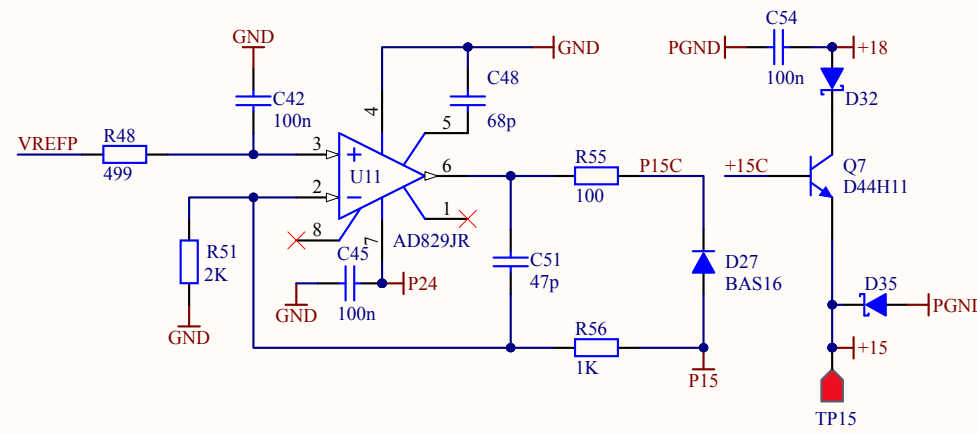 GND
C42
100n
VREFP
R48
499
3
2
U11
4
5
6
1
8
7
AD829JR
C48
68p
GND
R51
2K
GND
C45
100n
GND
P24
C51
47p
R55
100
P15C
D27
BAS16
R56
1K
P15
C54
100n
PGND
+18
D32
+15C
Q7
D44H11
D35
PGND
+15
TP15